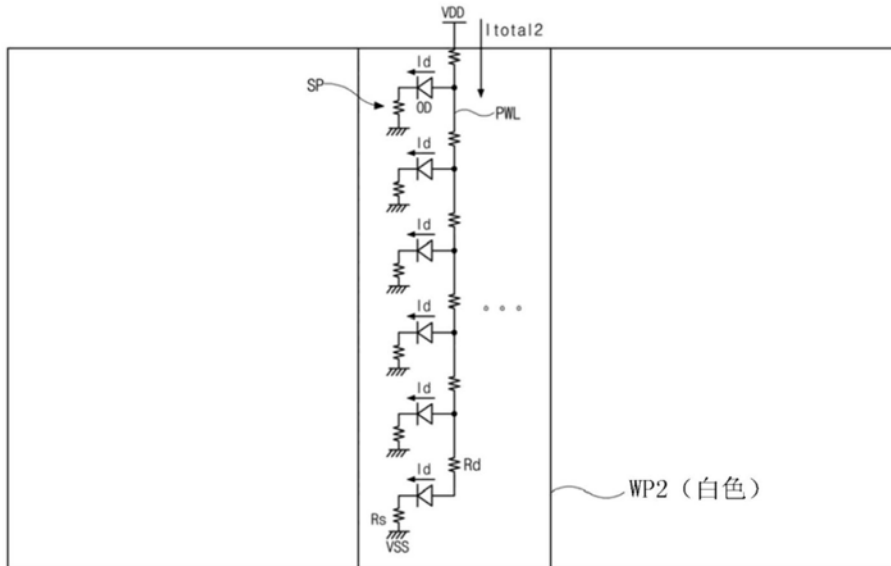 VDD
Itotal2
Id
SP
OD
PWL
Id
Id
Id
Id
Rd
Id
WP2（白色）
Rs
VSS